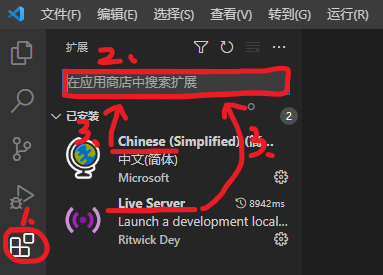 文件(F) 编辑(E) 选择(S) 查看(V) 转到(G) 运行(R)
扩展
2.
在应用商店中搜索扩展
已安装 2
3.
Chinese (Simplified) (简...
3.
中文(简体)
Microsoft
1.
Live Server 8942ms
Launch a development local...
Ritwick Dey